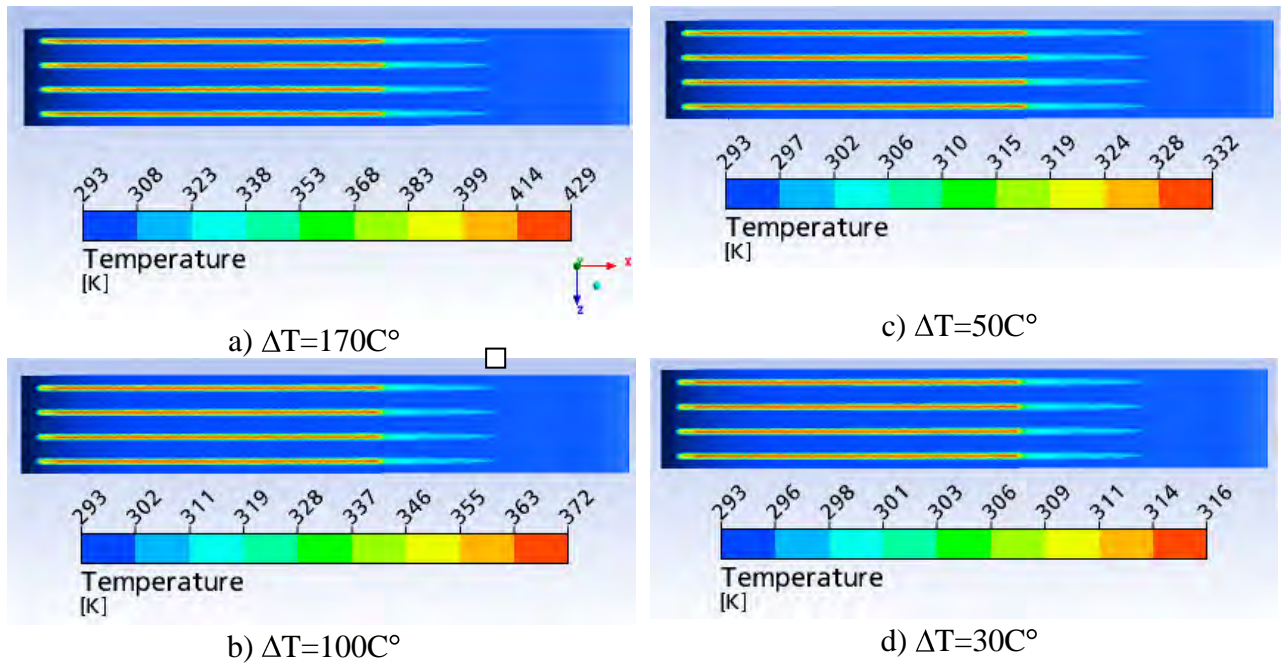 293 308 323 338 353 368 383 399 414 429
Temperature
[K]
Y X
Z
a) ΔT=170C°
293 297 302 306 310 315 319 324 328 332
Temperature
[K]
c) ΔT=50C°
293 302 311 319 328 337 346 355 363 372
Temperature
[K]
b) ΔT=100C°
293 296 298 301 303 306 309 311 314 316
Temperature
[K]
d) ΔT=30C°